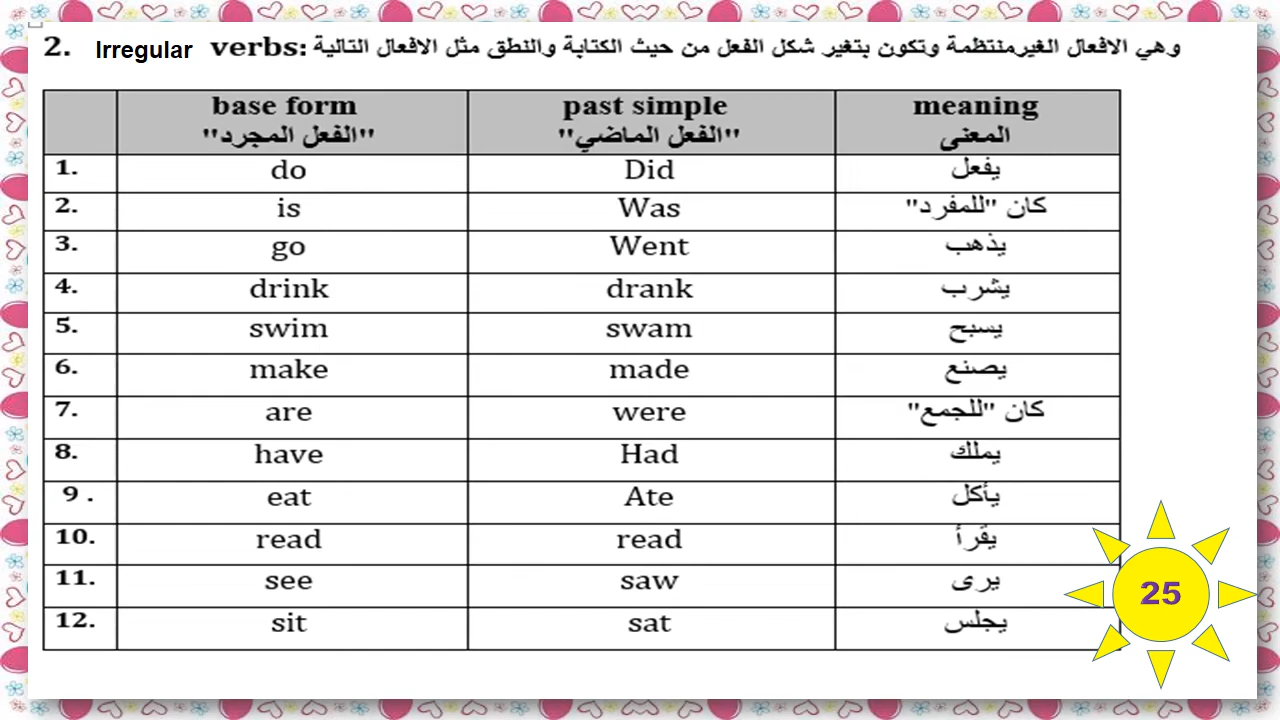 2. Irregular verbs: وهي الافعال الغيرمنتظمة وتكون بتغير شكل الفعل من حيث الكتابة والنطق مثل الافعال التالية
base form past simple meaning
"الفعل المجرد" "الفعل الماضي" المعنى
1. do Did يفعل
2. is Was كان "للمفرد"
3. go Went يذهب
4. drink drank يشرب
5. swim swam يسبح
6. make made يصنع
7. are were كان "للجمع"
8. have Had يملك
9 . eat Ate يأكل
10. read read يقرأ
11. see saw يرى
12. sit sat يجلس
25